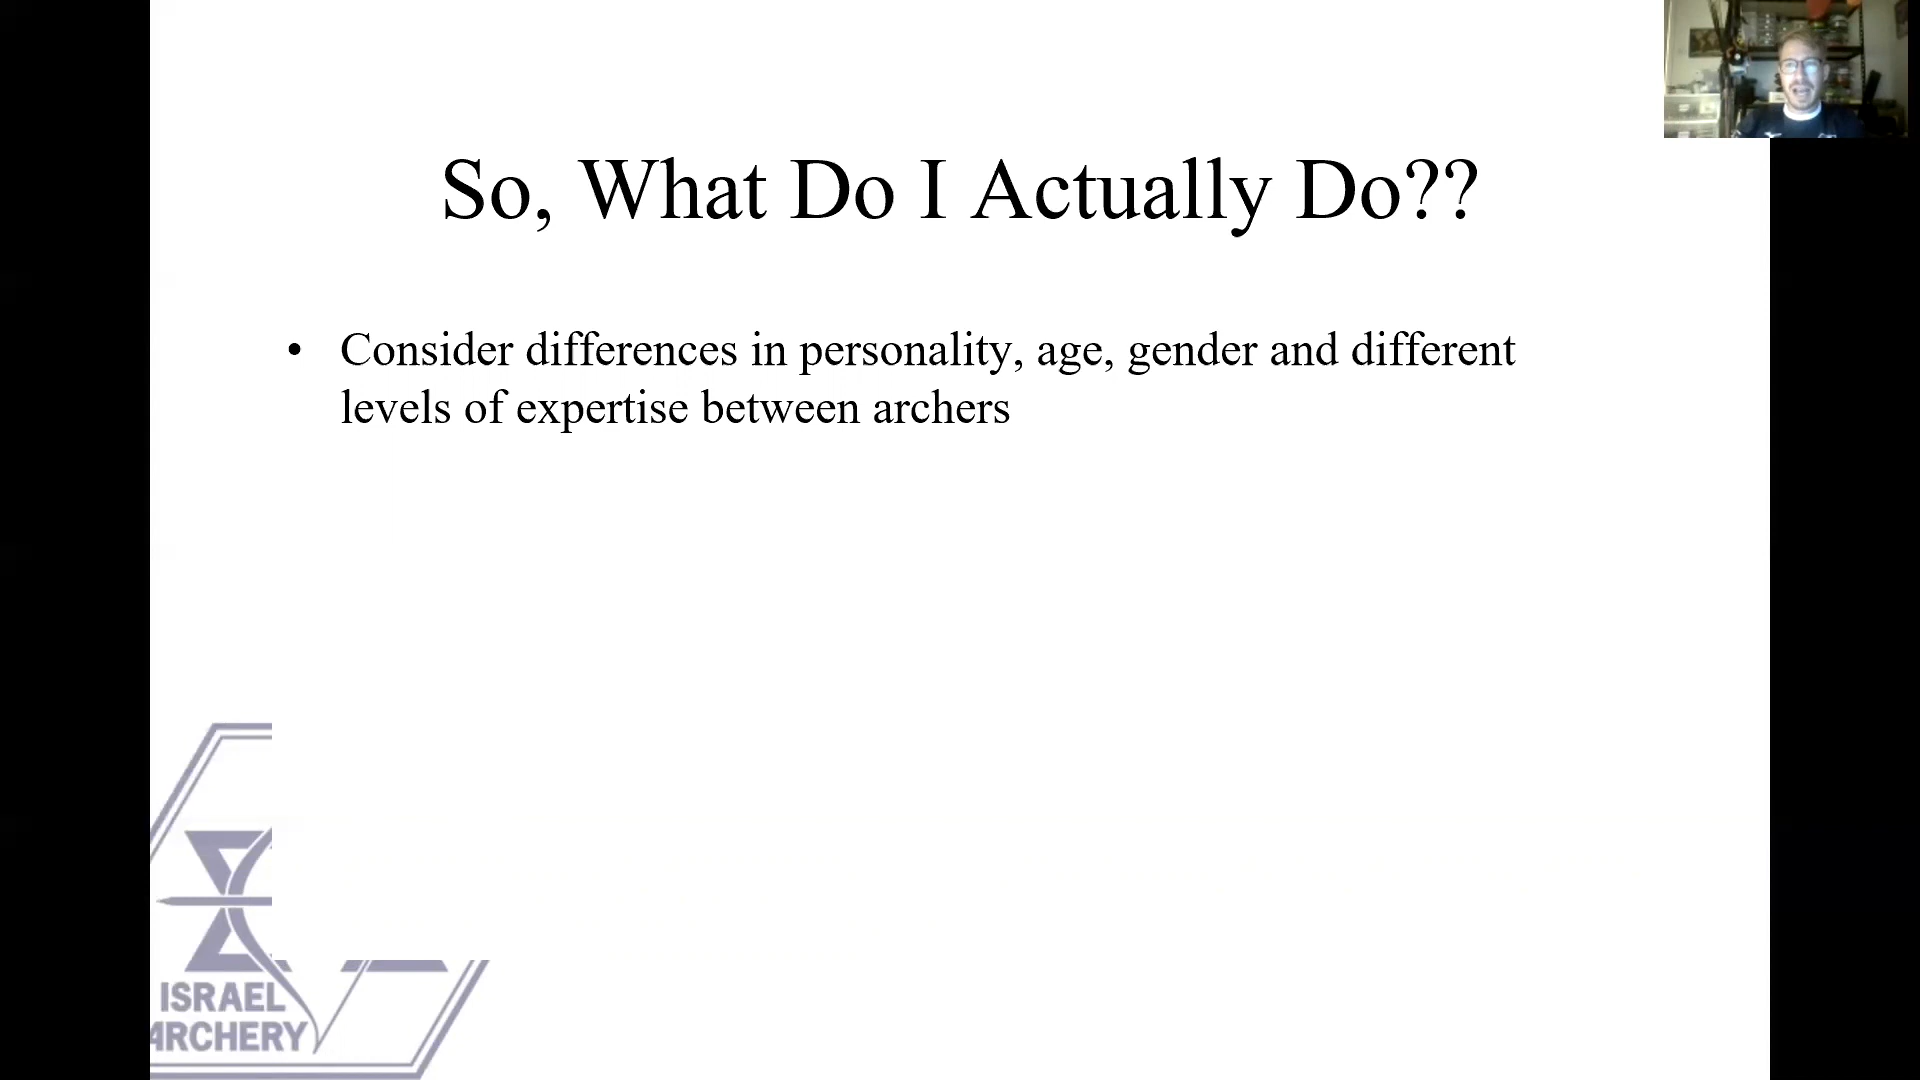 So, What Do I Actually Do??
• Consider differences in personality, age, gender and different
levels of expertise between archers
ISRAEL
ARCHERY